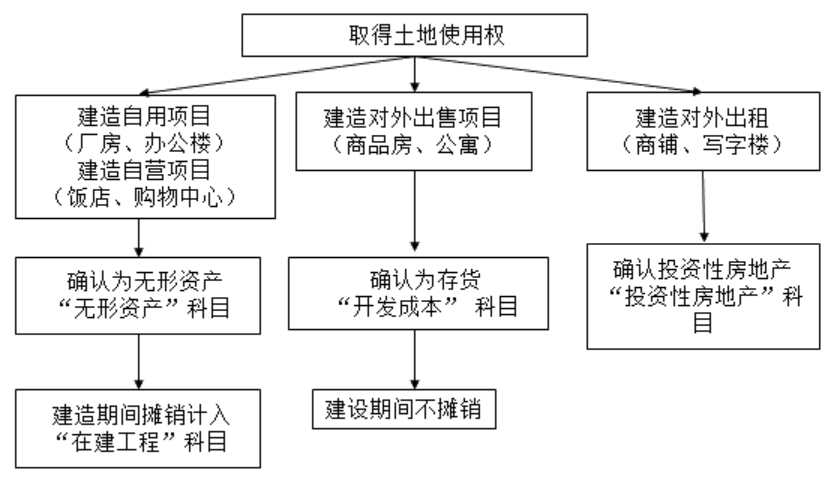 取得土地使用权
建造自用项目
（厂房、办公楼）
建造自营项目
（饭店、购物中心）
建造对外出售项目
（商品房、公寓）
建造对外出租
（商铺、写字楼）
确认为无形资产
“无形资产”科目
确认为存货
“开发成本” 科目
确认投资性房地产
“投资性房地产”科
目
建造期间摊销计入
“在建工程”科目
建设期间不摊销